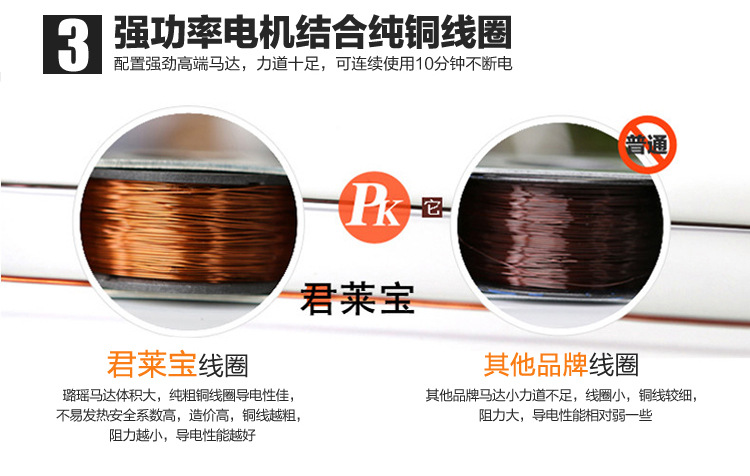 3
强功率电机结合纯铜线圈
配置强劲高端马达，力道十足，可连续使用10分钟不断电
普通
PK
它
君莱宝
君莱宝线圈
璐瑶马达体积大，纯粗铜线圈导电性佳，
不易发热安全系数高，造价高，铜线越粗，
阻力越小，导电性能越好
其他品牌线圈
其他品牌马达小力道不足，线圈小，铜线较细，
阻力大，导电性能相对弱一些